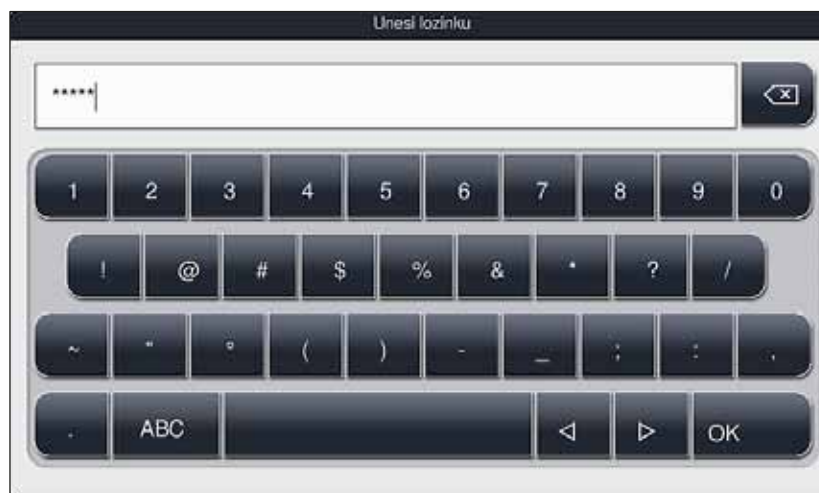 Unesi lozinku
*****
1 2 3 4 5 6 7 8 9 0
! @ # $ % & * ? /
~ " ° ( ) - _ ; : ,
. ABC ◁ ▷ OK